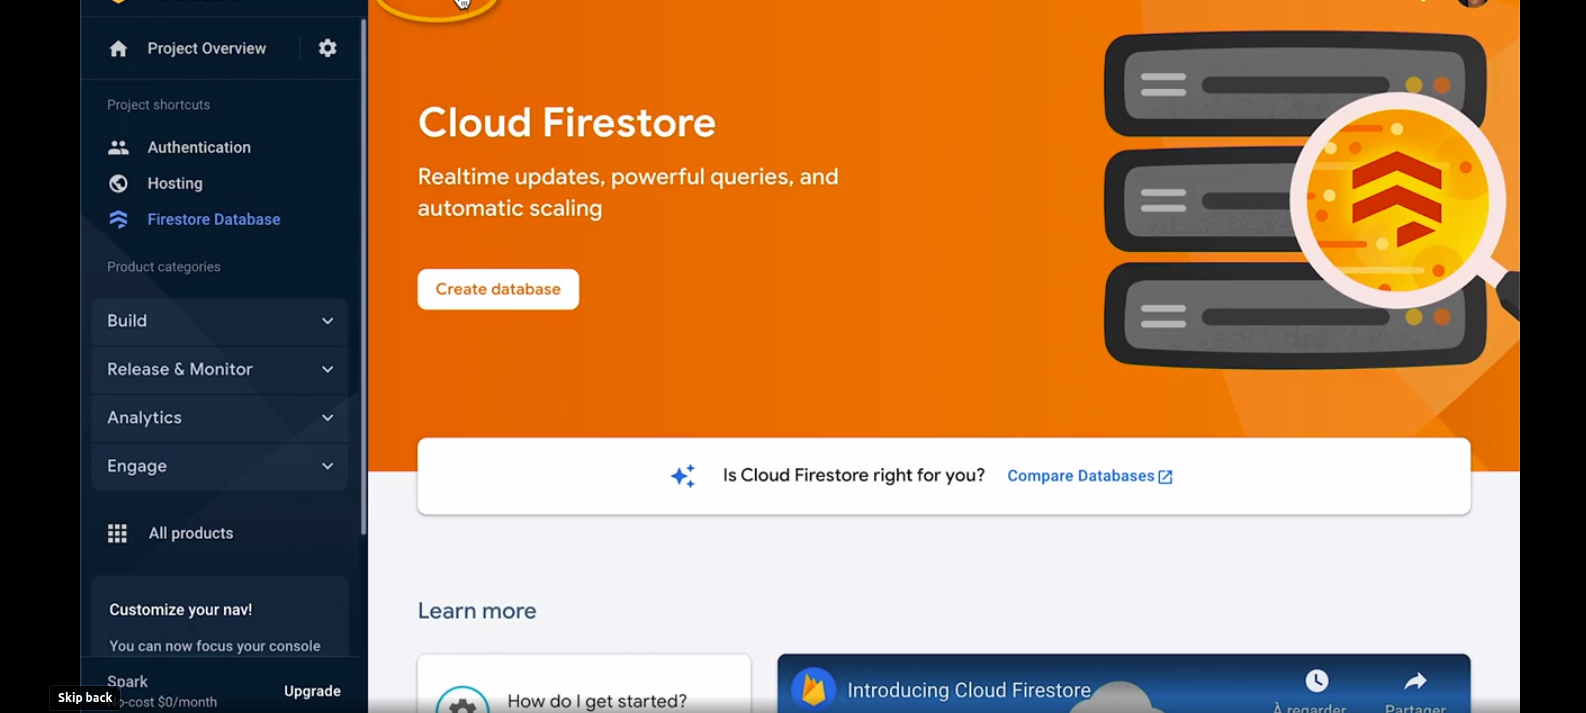 Project Overview
Project shortcuts
Authentication
Hosting
Firestore Database
Product categories
Build
Release & Monitor
Analytics
Engage
All products
Customize your nav!
You can now focus your console
Spark
o-cost $0/month
Upgrade
Skip back
Cloud Firestore
Realtime updates, powerful queries, and
automatic scaling
Create database
Is Cloud Firestore right for you? Compare Databases
Learn more
How do I get started?
Introducing Cloud Firestore
À regarder
Partager